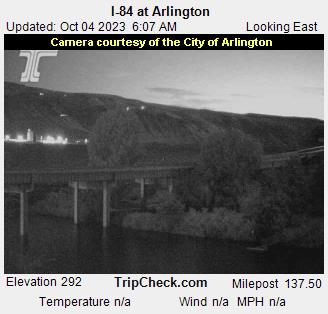 I-84 at Arlington
Updated: Oct 04 2023 6:07 AM Looking East
Camera courtesy of the City of Arlington
Elevation 292 TripCheck.com Milepost 137.50
Temperature n/a Wind n/a MPH n/a